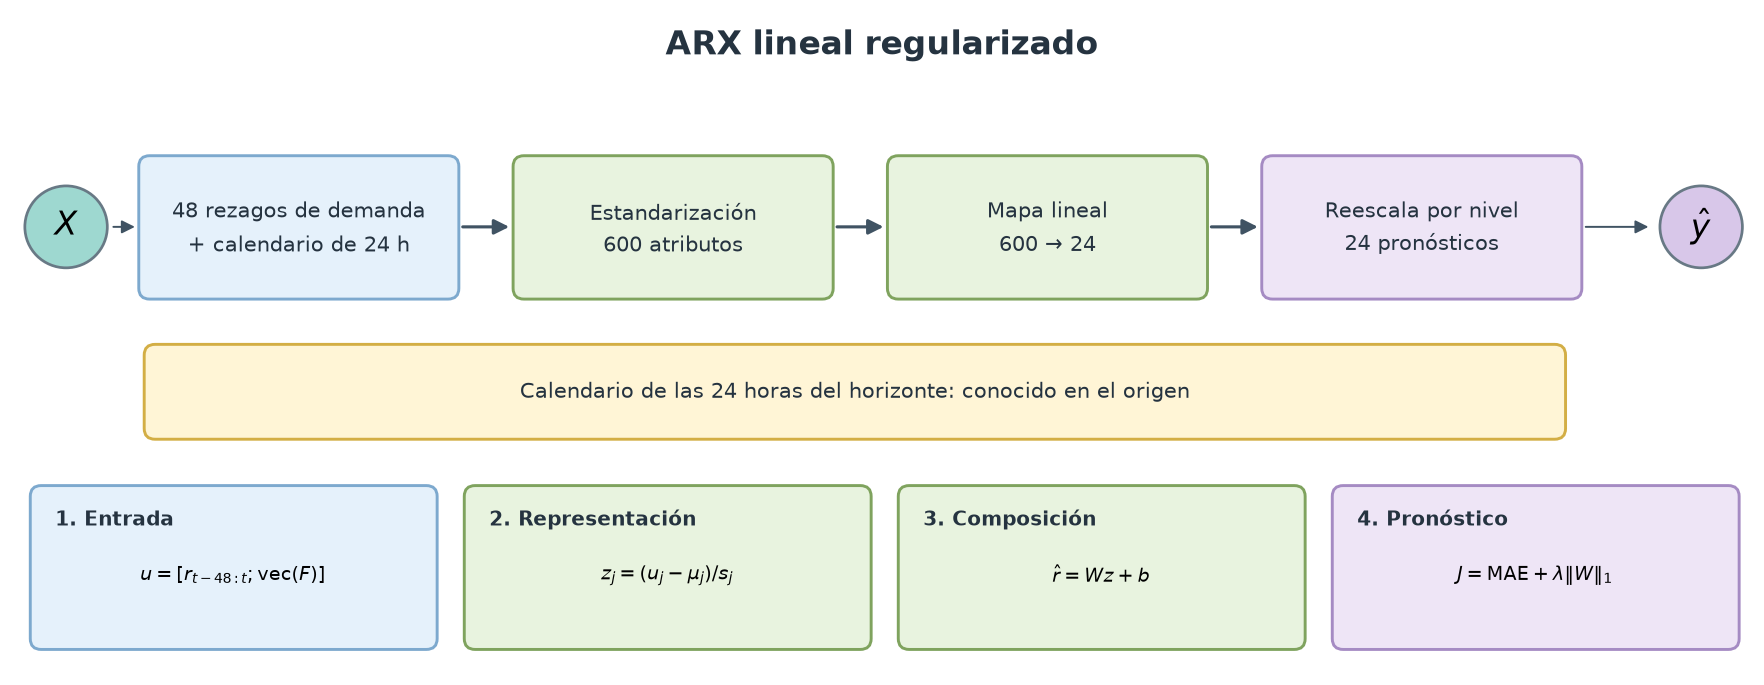 ARX lineal regularizado
X
48 rezagos de demanda
+ calendario de 24 h
Estandarización
600 atributos
Mapa lineal
600 → 24
Reescala por nivel
24 pronósticos
ŷ
Calendario de las 24 horas del horizonte: conocido en el origen
1. Entrada
u = [r_{t−48:t}; vec(F)]
2. Representación
z_j = (u_j − μ_j)/s_j
3. Composición
r̂ = Wz + b
4. Pronóstico
J = MAE + λ‖W‖₁